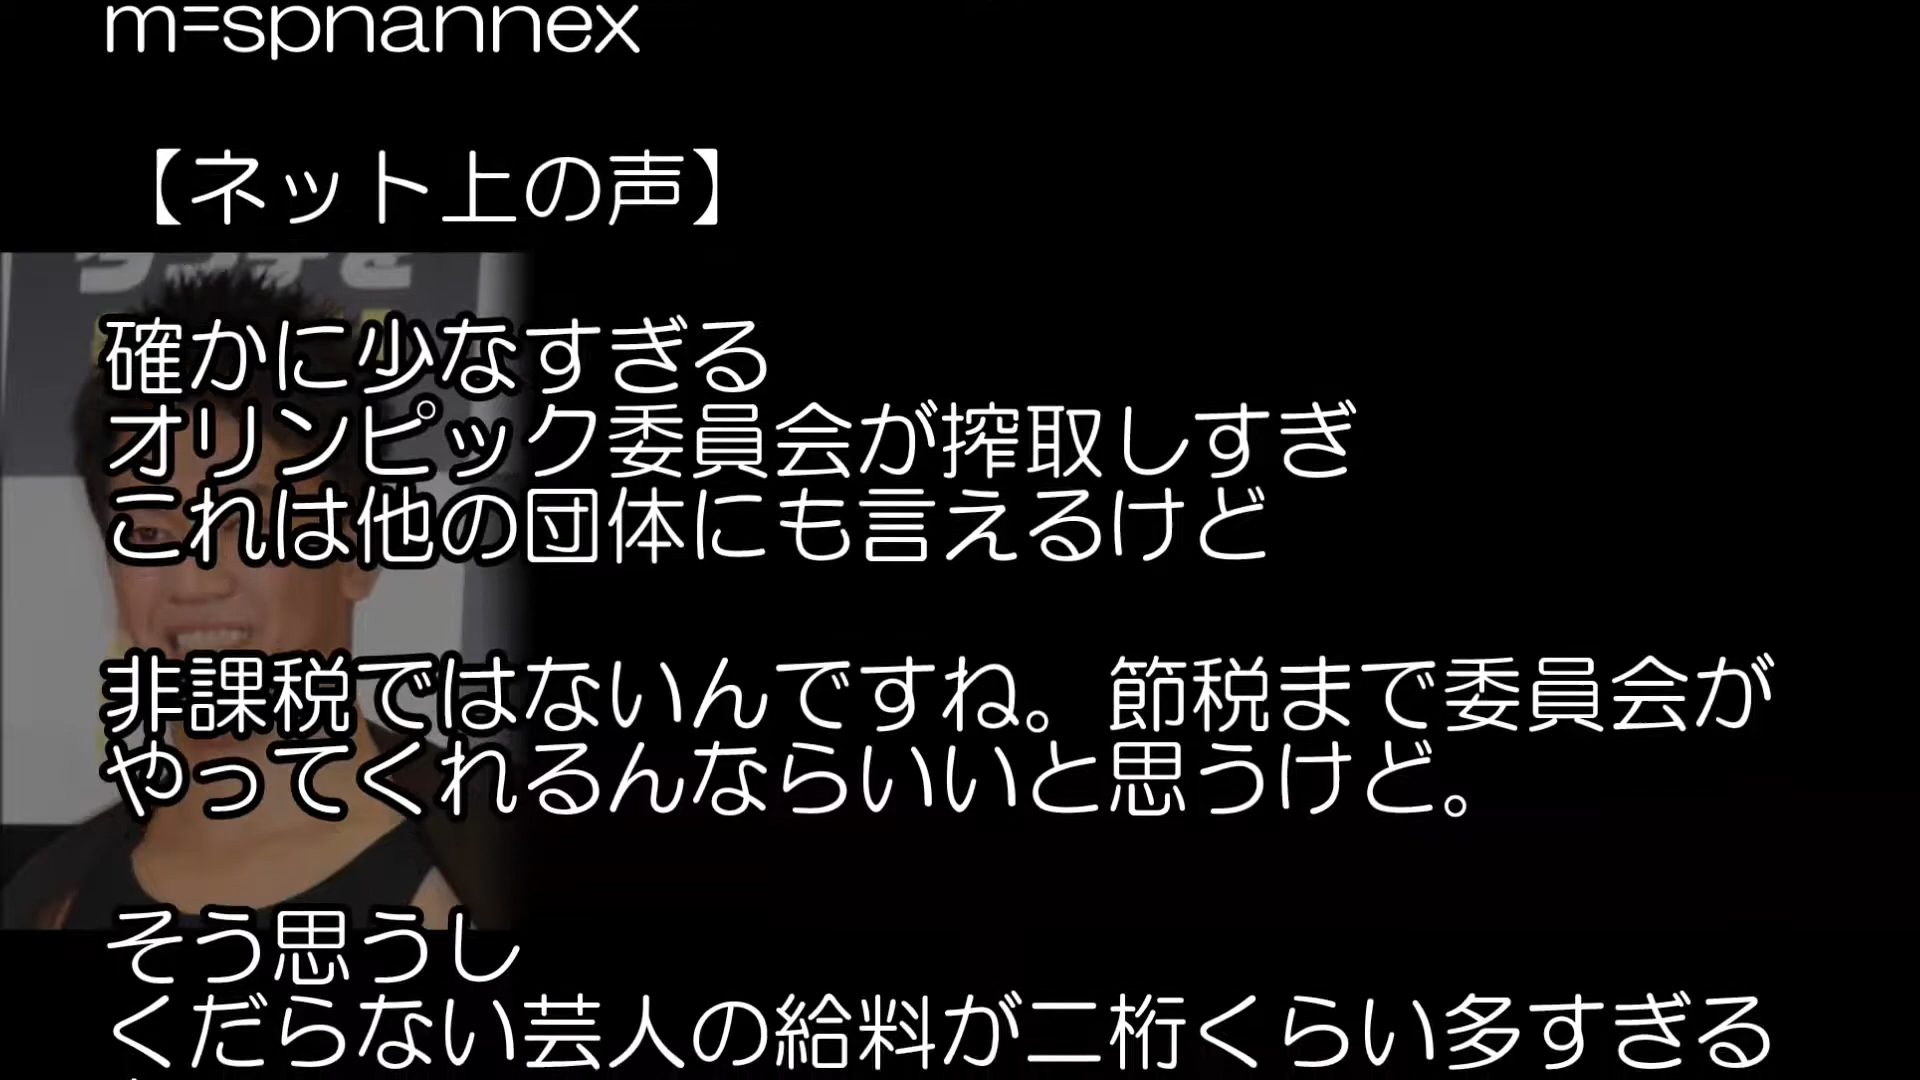 m=spnannex
【ネット上の声】
確かに少なすぎる
オリンピック委員会が搾取しすぎ
これは他の団体にも言えるけど
非課税ではないんですね。節税まで委員会が
やってくれるんならいいと思うけど。
そう思うし
くだらない芸人の給料が二桁くらい多すぎる